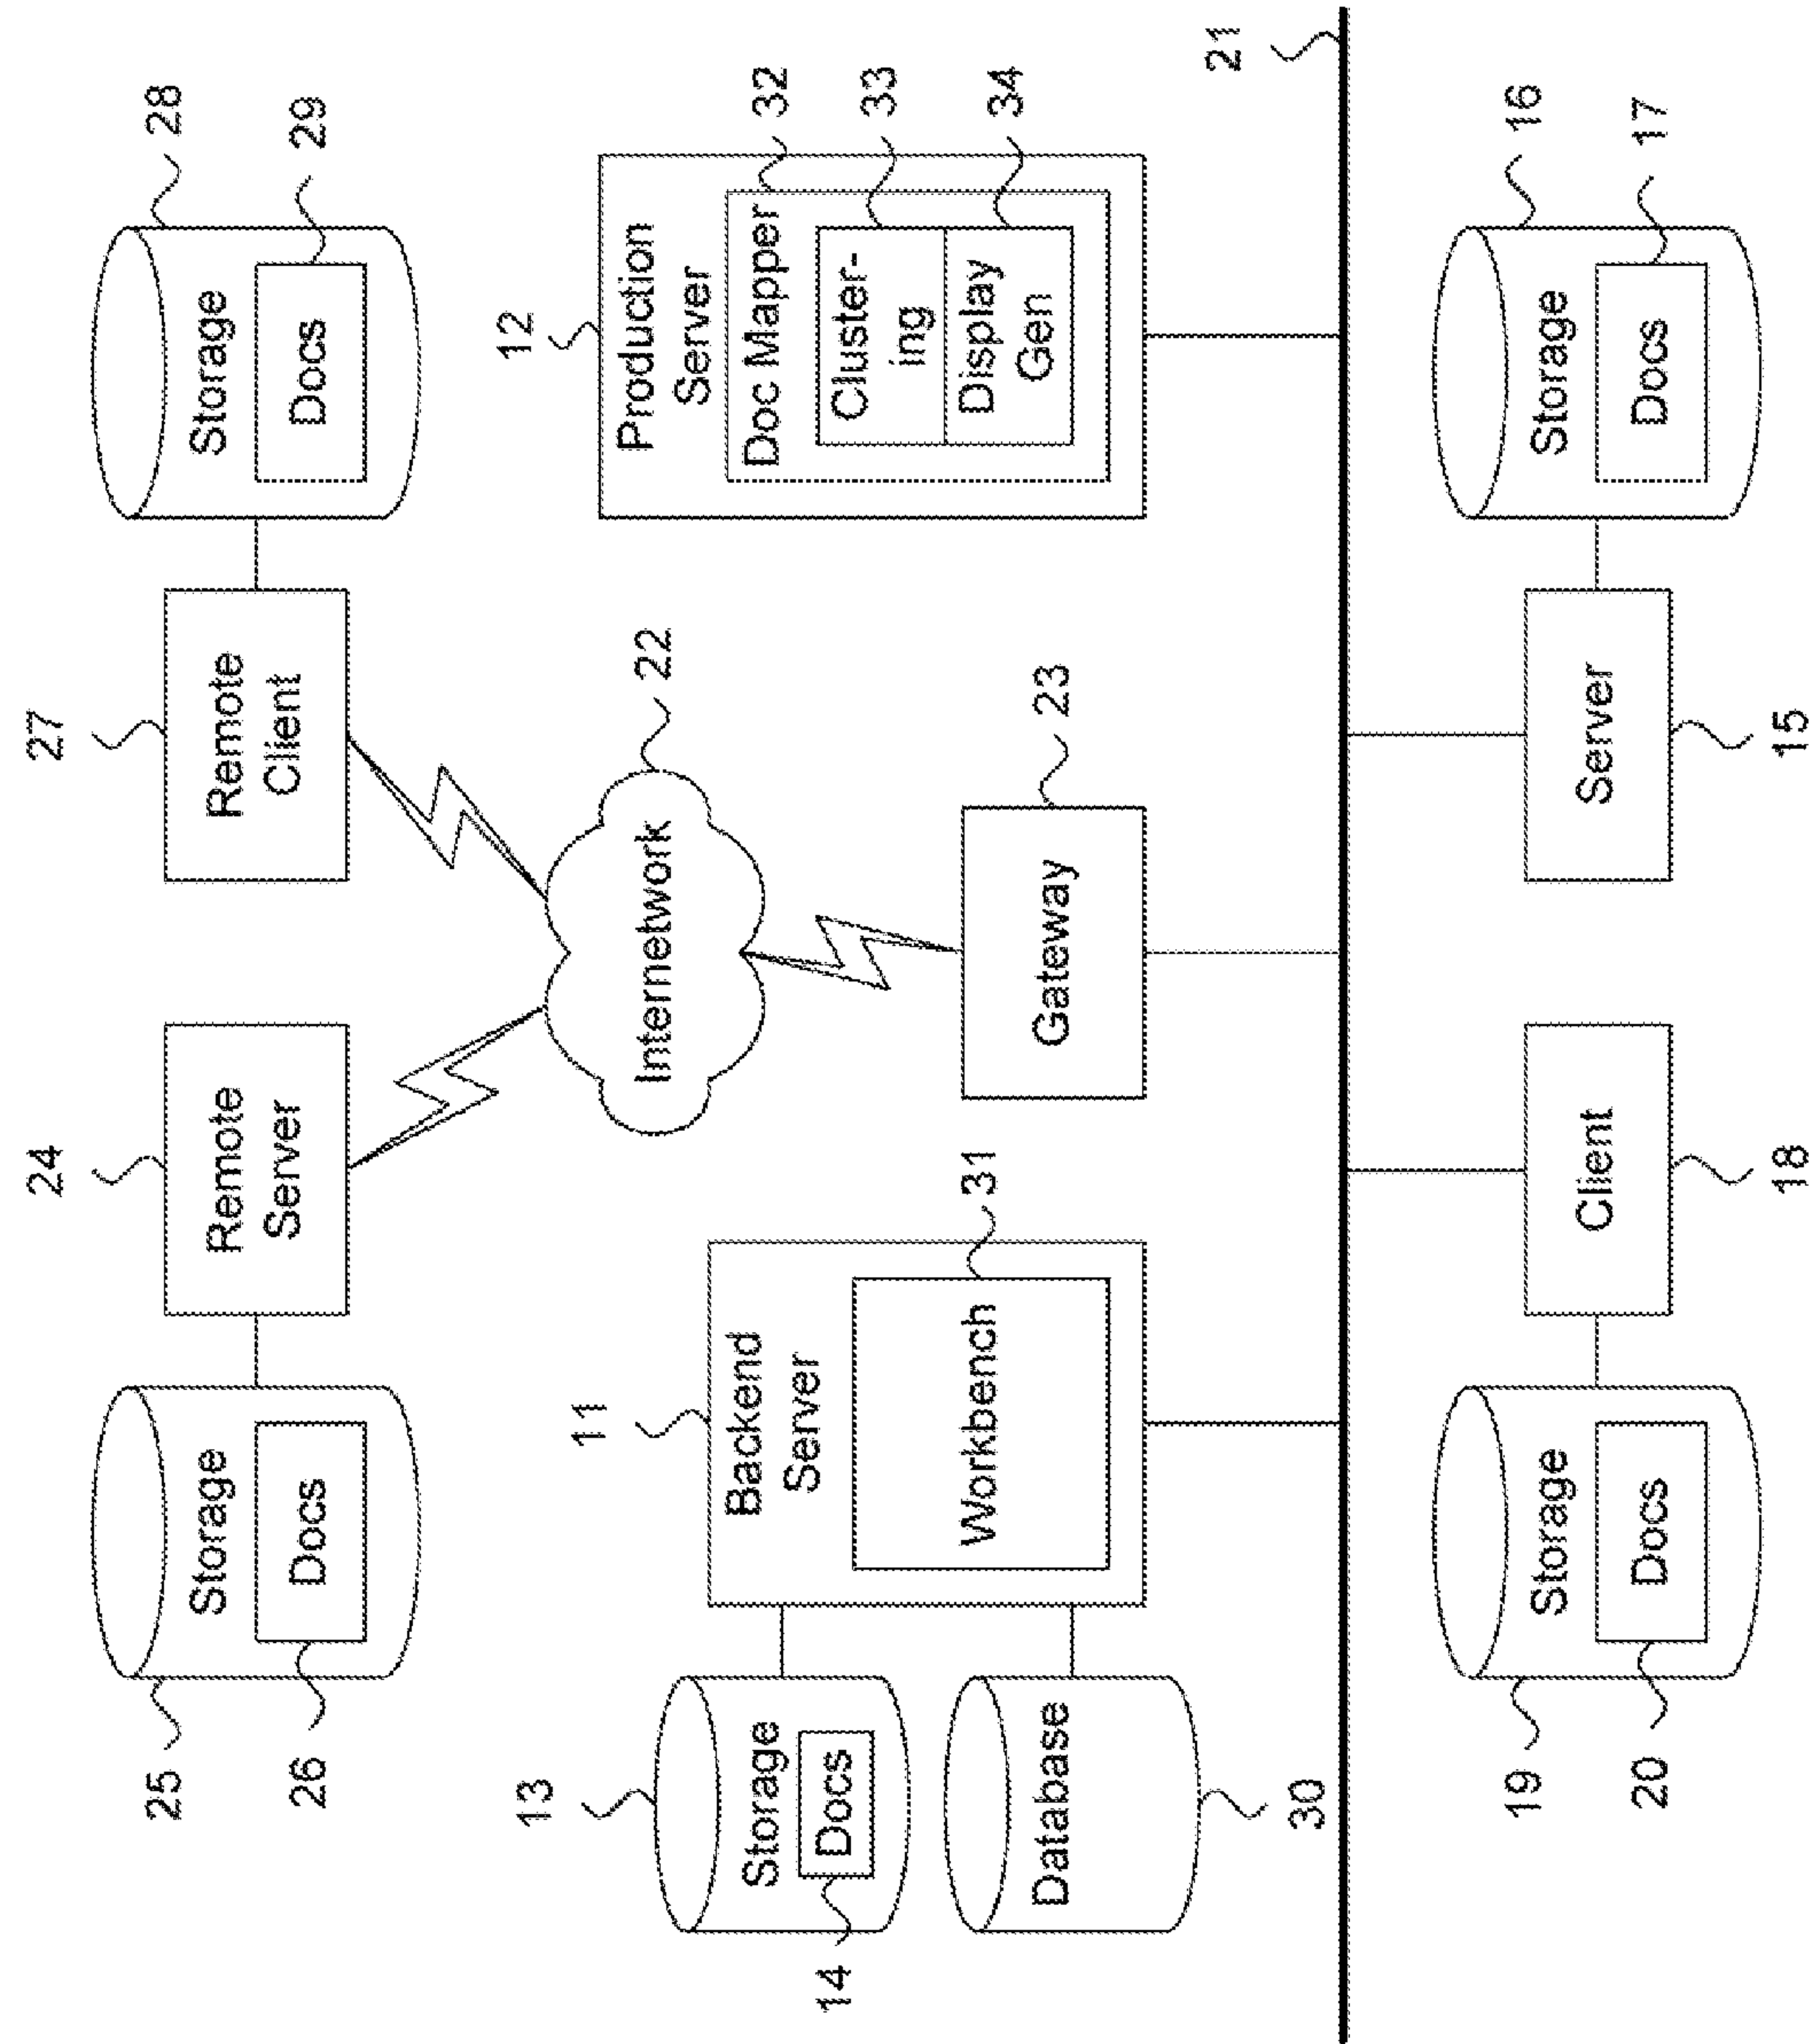 24
27
25
Storage
Remote
Server
Remote
Client
Storage
28
26
Docs
Docs
29
13
11
22
12
Storage
Docs
14
Backend
Server
Internetwork
Production
Server
Doc Mapper
32
Workbench
31
Cluster-
ing
33
Display
Gen
34
Database
30
Gateway
23
21
19
Storage
Client
Server
Storage
16
20
Docs
Docs
17
18
15